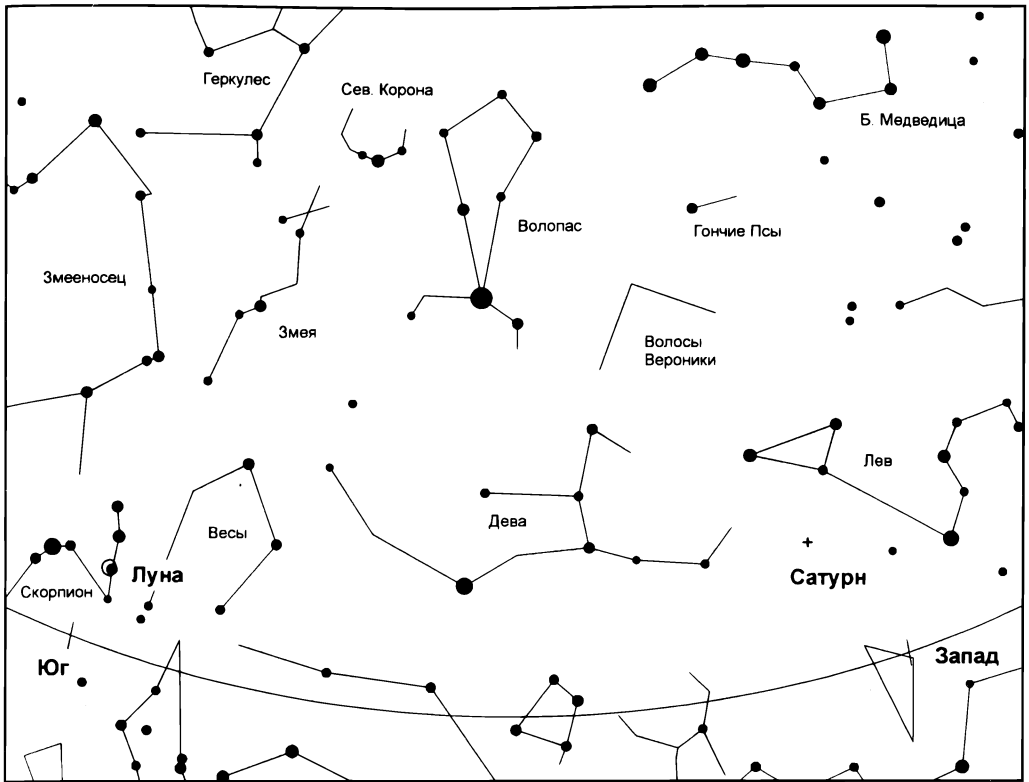 Геркулес
Сев. Корона
Б. Медведица
Волопас
Гончие Псы
Змееносец
Змея
Волосы
Вероники
Лев
Весы
Дева
Луна
Сатурн
Скорпион
Юг
Запад